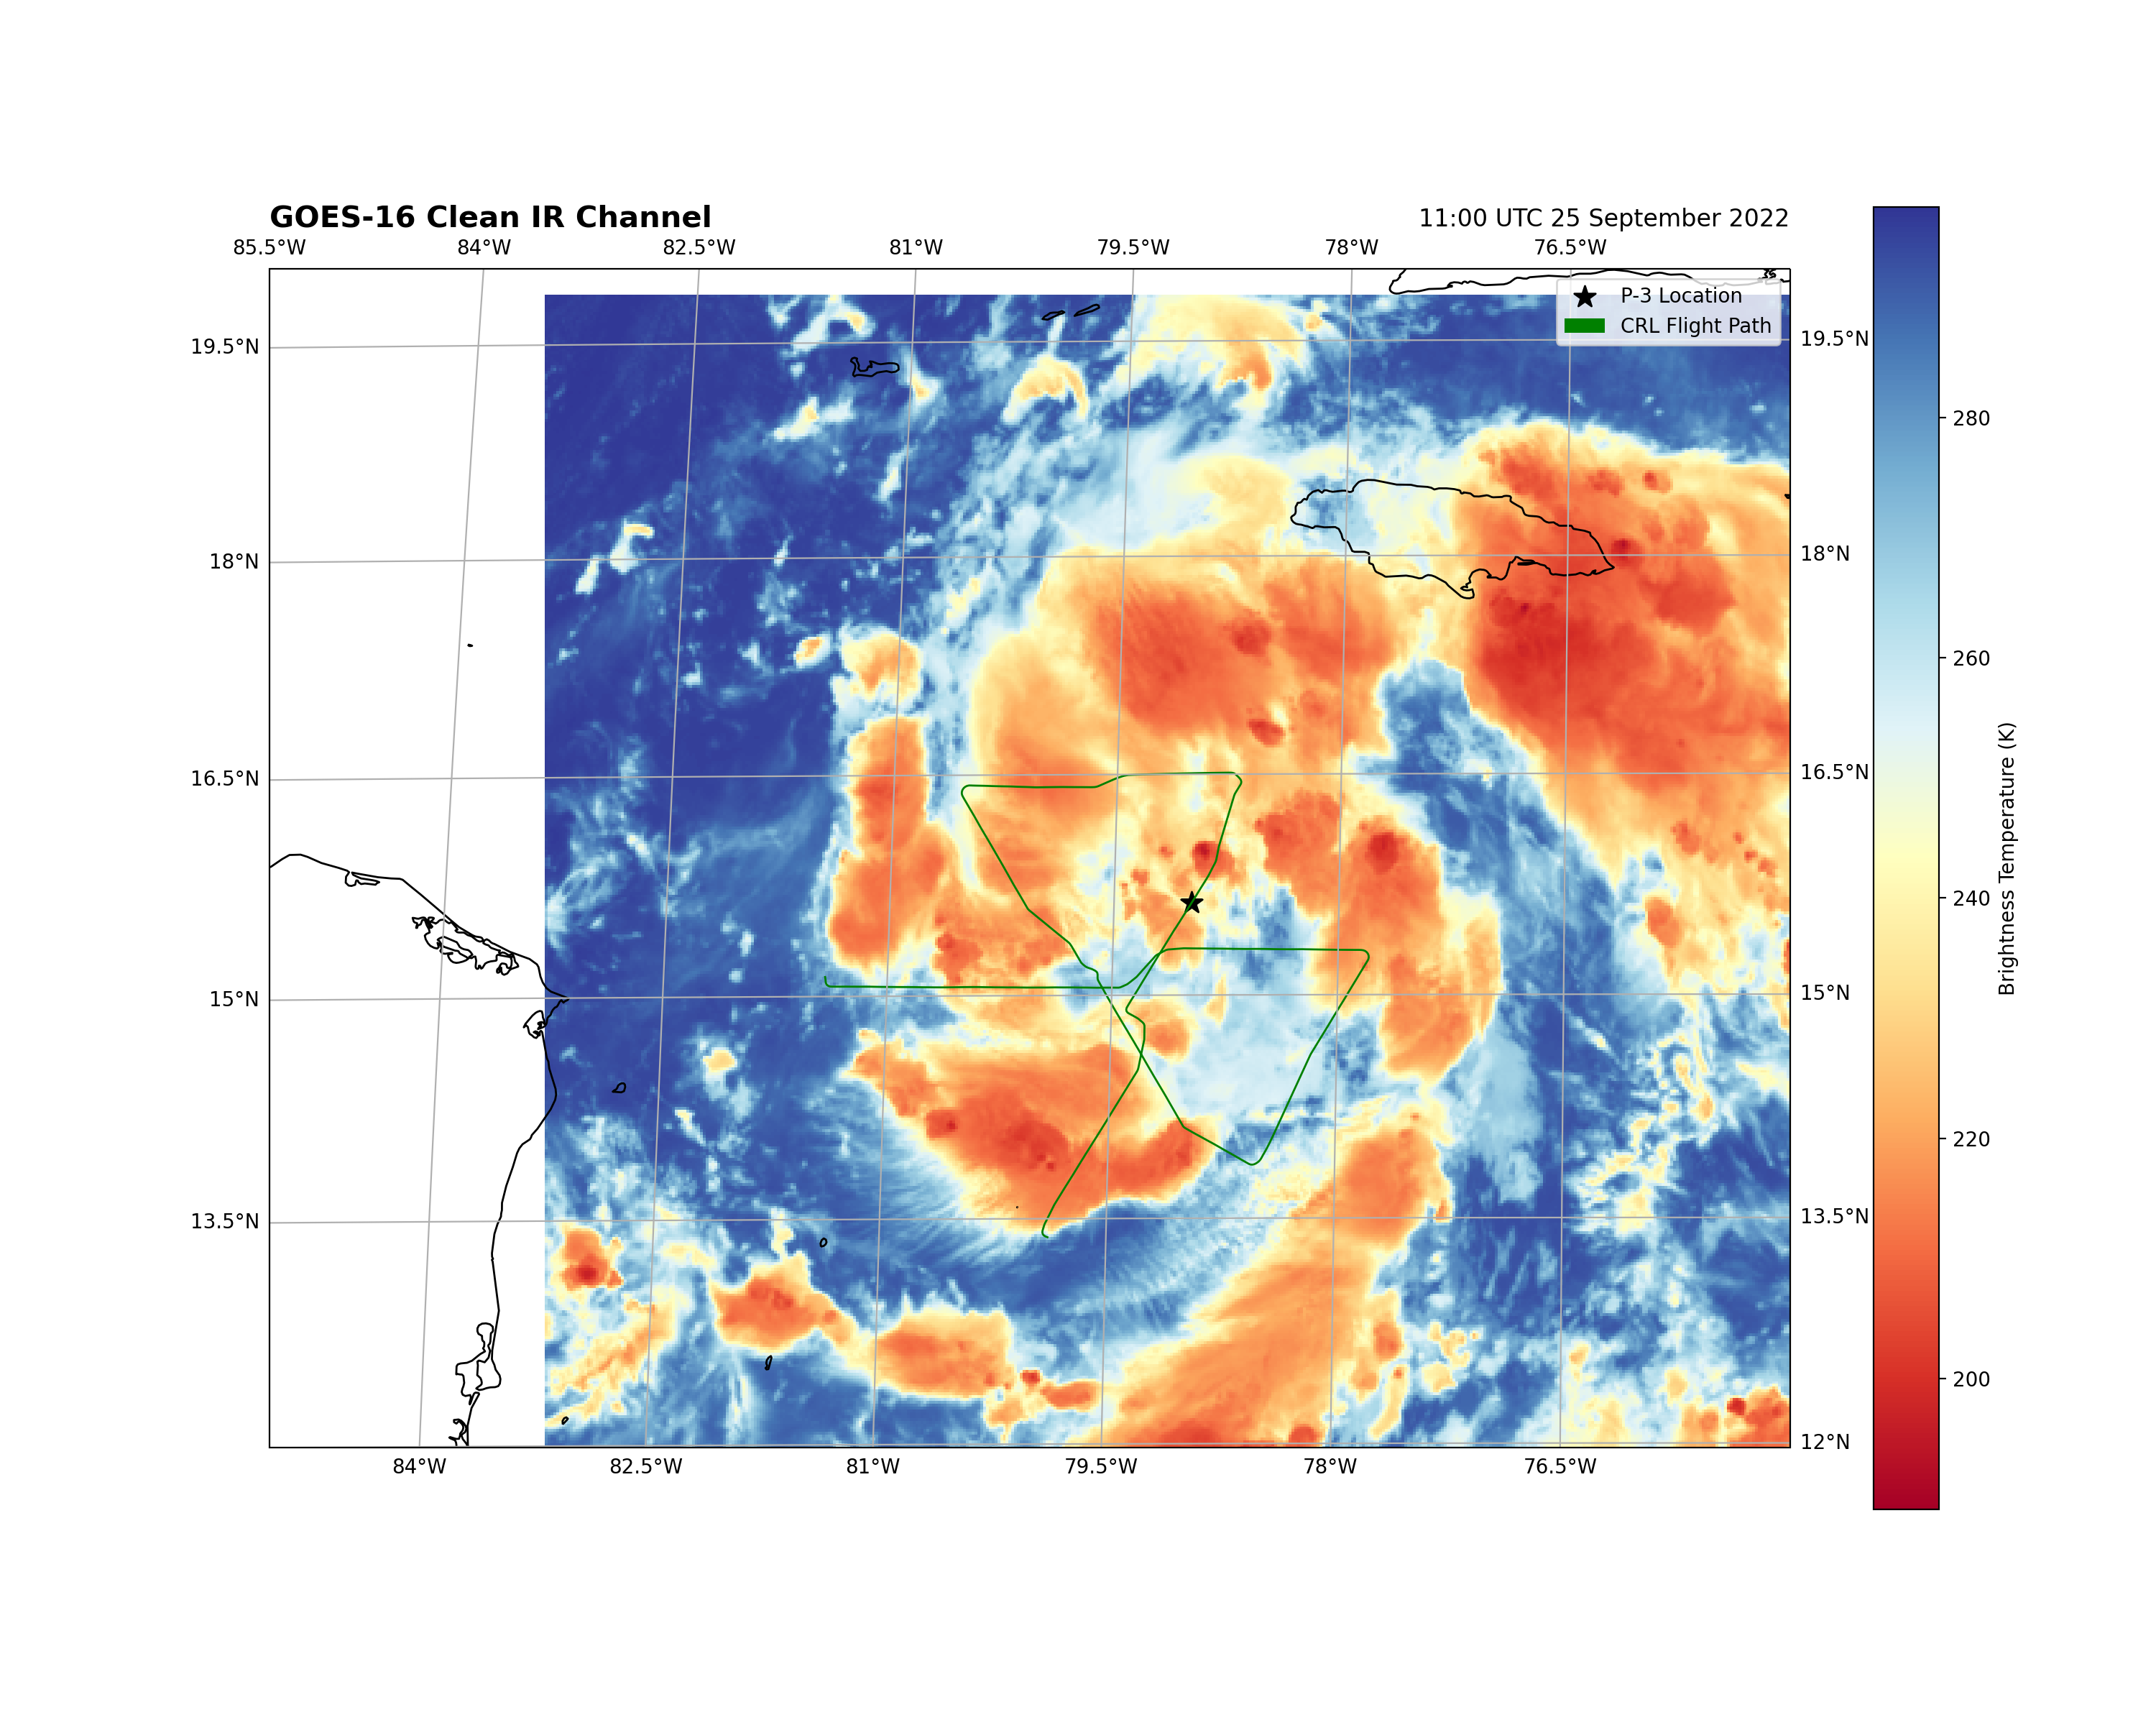 GOES-16 Clean IR Channel
11:00 UTC 25 September 2022
85.5°W 84°W 82.5°W 81°W 79.5°W 78°W 76.5°W
P-3 Location
CRL Flight Path
19.5°N 19.5°N
18°N 18°N
16.5°N 16.5°N
15°N 15°N
13.5°N 13.5°N
12°N
84°W 82.5°W 81°W 79.5°W 78°W 76.5°W
280
260
240
220
200
Brightness Temperature (K)